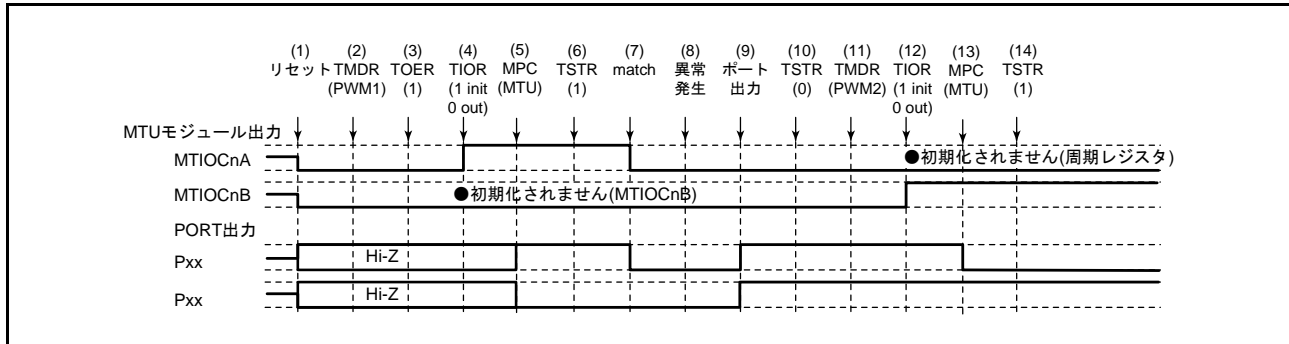 (1) (2) (3) (4) (5) (6) (7) (8) (9) (10) (11) (12) (13) (14)
リセット TMDR TOER TIOR MPC TSTR match 異常 ポート TSTR TMDR TIOR MPC TSTR
(PWM1) (1) (1 init (MTU) (1) 発生 出力 (0) (PWM2) (1 init (MTU) (1)
0 out) 0 out)
MTUモジュール出力
MTIOCnA ●初期化されません(周期レジスタ)
MTIOCnB ●初期化されません(MTIOCnB)
PORT出力
Pxx Hi-Z
Pxx Hi-Z